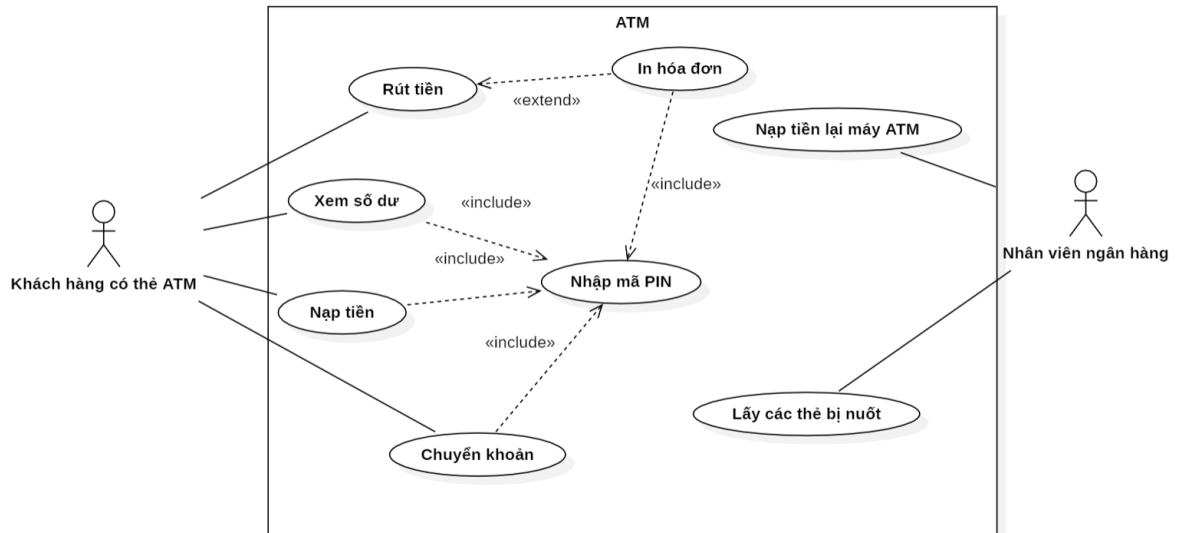 ATM
In hóa đơn
Rút tiền
«extend»
Nạp tiền lại máy ATM
«include»
Xem số dư
«include»
Nhân viên ngân hàng
«include»
Khách hàng có thẻ ATM
Nhập mã PIN
Nạp tiền
«include»
Lấy các thẻ bị nuốt
Chuyển khoản